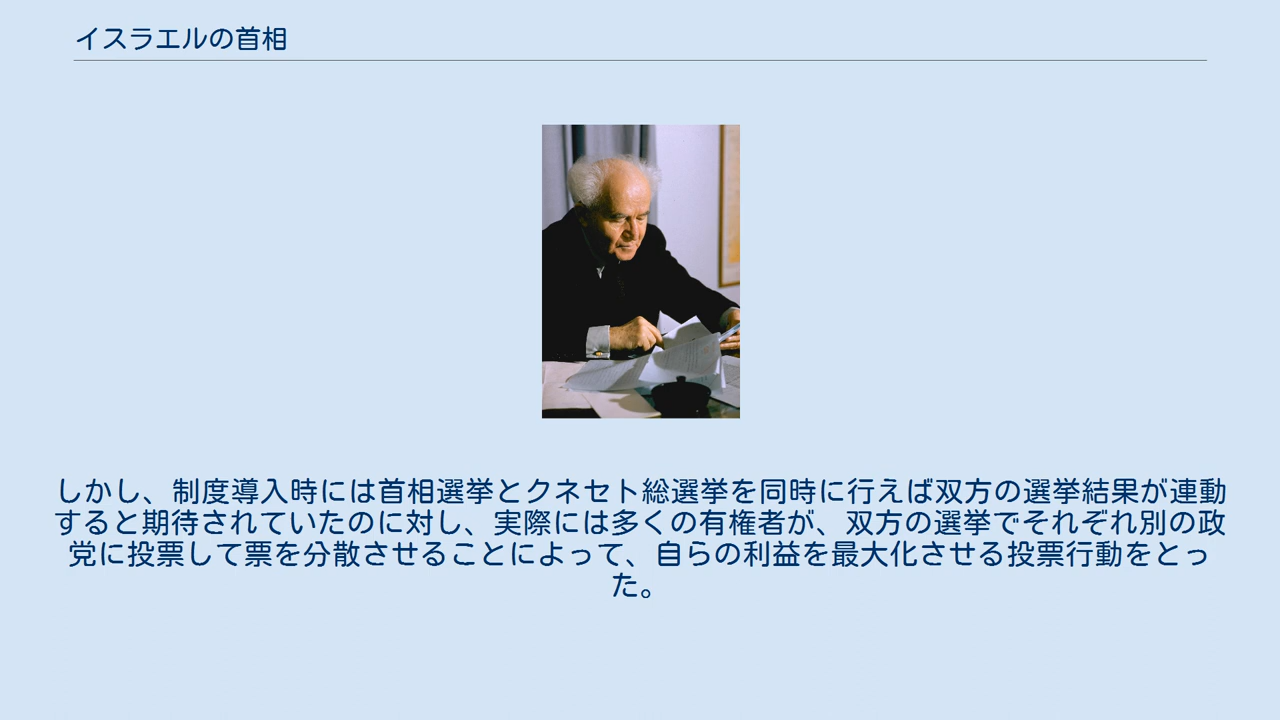 イスラエルの首相
しかし、制度導入時には首相選挙とクネセト総選挙を同時に行えば双方の選挙結果が連動
すると期待されていたのに対し、実際には多くの有権者が、双方の選挙でそれぞれ別の政
党に投票して票を分散させることによって、自らの利益を最大化させる投票行動をとっ
た。